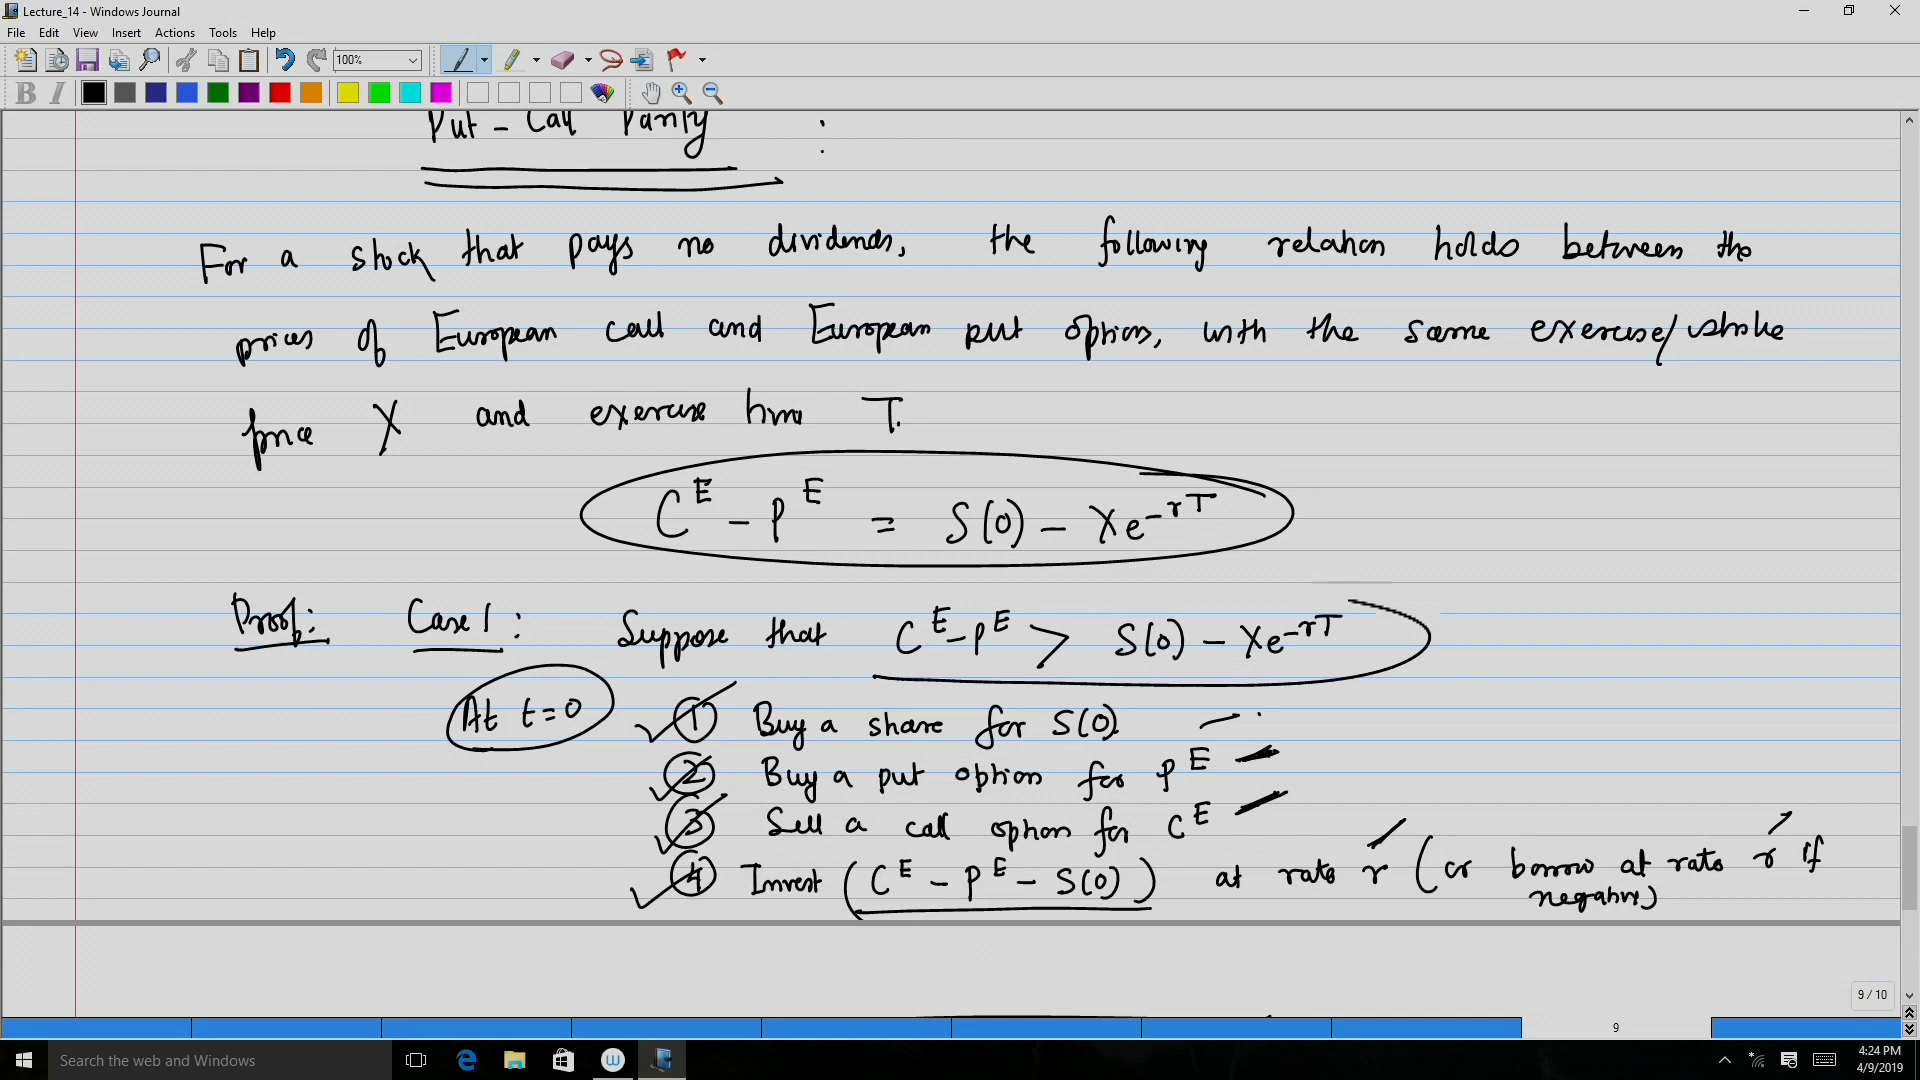 Lecture_14 - Windows Journal
File Edit View Insert Actions Tools Help
100%
B I
Put - Call Parity :
For a stock that pays no dividends, the following relation holds between the
prices of European call and European put options, with the same exercise/strike
price X and exercise time T.
C^E - P^E = S(0) - Xe^{-rT}
Proof: Case 1: Suppose that C^E - P^E > S(0) - Xe^{-rT}
At t=0
① Buy a share for S(0).
② Buy a put option for P^E
③ Sell a call option for C^E
④ Invest (C^E - P^E - S(0)) at rate r (or borrow at rate r if
negative)
9 / 10
9
Search the web and Windows
4:24 PM
4/9/2019